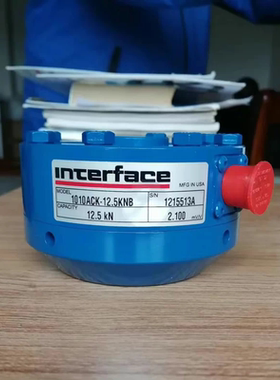 interface
MFG IN USA
MODEL
1010ACK-12.5KNB
S/N
1215513A
CAPACITY
12.5 kN
2.100 mV/V